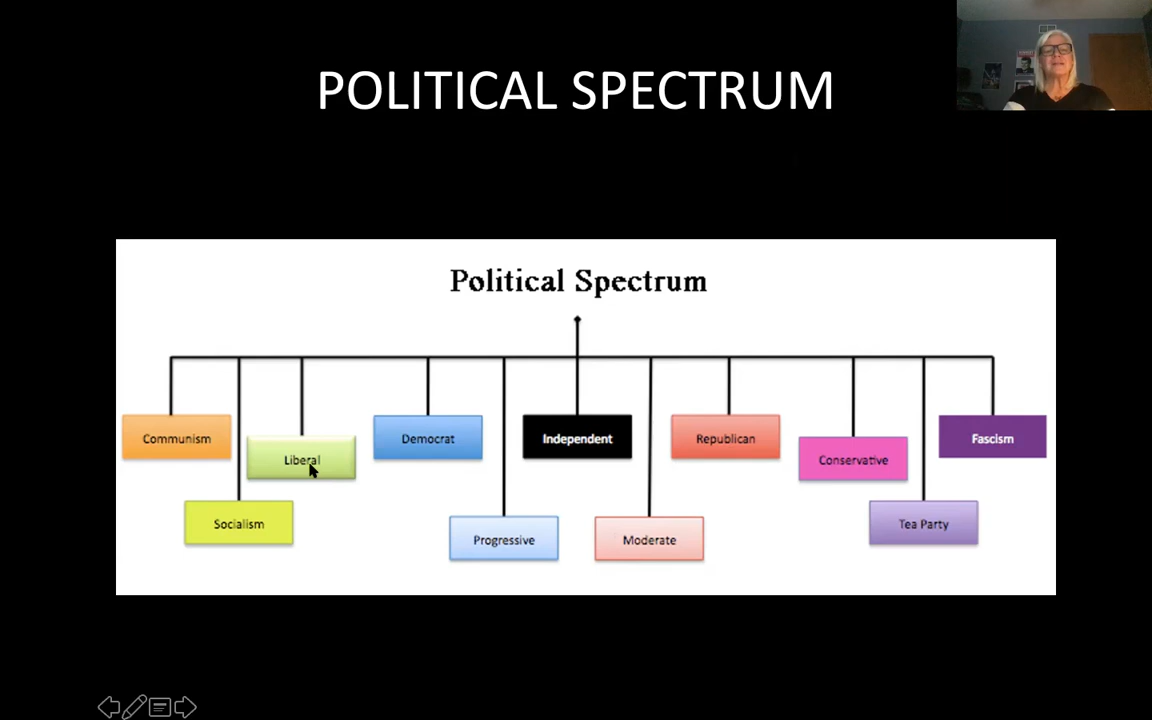 POLITICAL SPECTRUM
Political Spectrum
Communism
Liberal
Socialism
Democrat
Progressive
Independent
Moderate
Republican
Conservative
Tea Party
Fascism